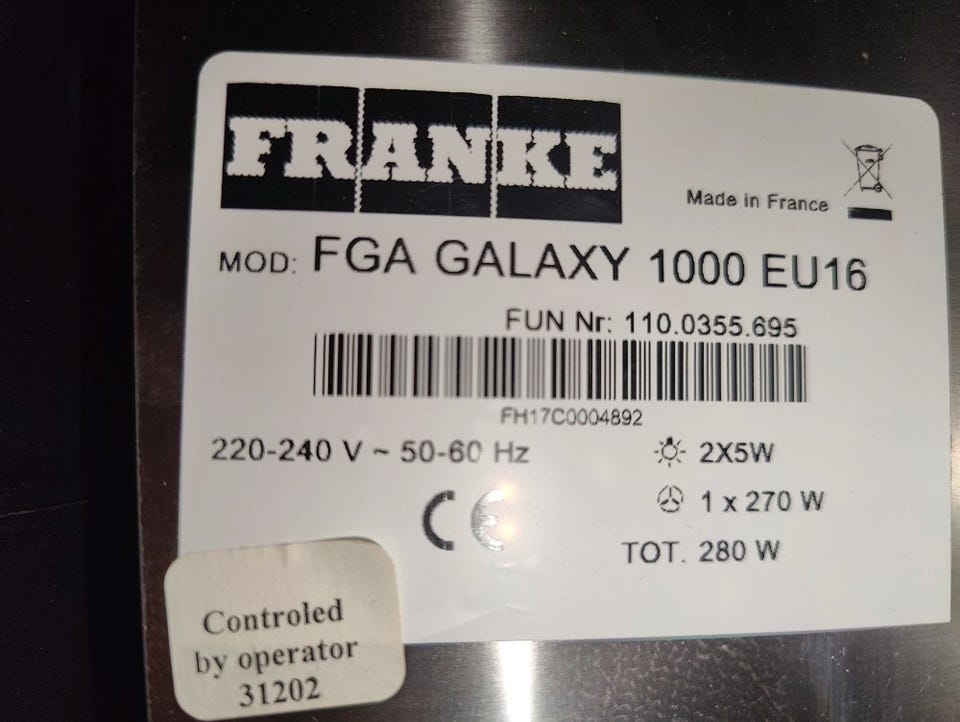 FRANKE
Made in France
MOD: FGA GALAXY 1000 EU16
FUN Nr: 110.0355.695
FH17C0004892
220-240 V ~ 50-60 Hz
2X5W
CE
1 x 270 W
TOT. 280 W
Controled
by operator
31202